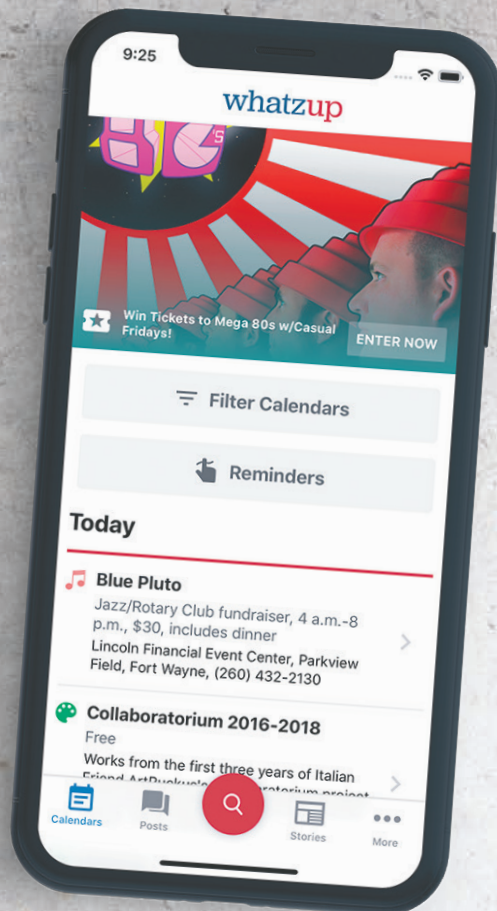 9:25
whatzup
'S
Win Tickets to Mega 80s w/Casual
Fridays!
ENTER NOW
Filter Calendars
Reminders
Today
Blue Pluto
Jazz/Rotary Club fundraiser, 4 a.m.-8
p.m., $30, includes dinner
Lincoln Financial Event Center, Parkview
Field, Fort Wayne, (260) 432-2130
Collaboratorium 2016-2018
Free
Works from the first three years of Italian
Calendars
Posts
Stories
More